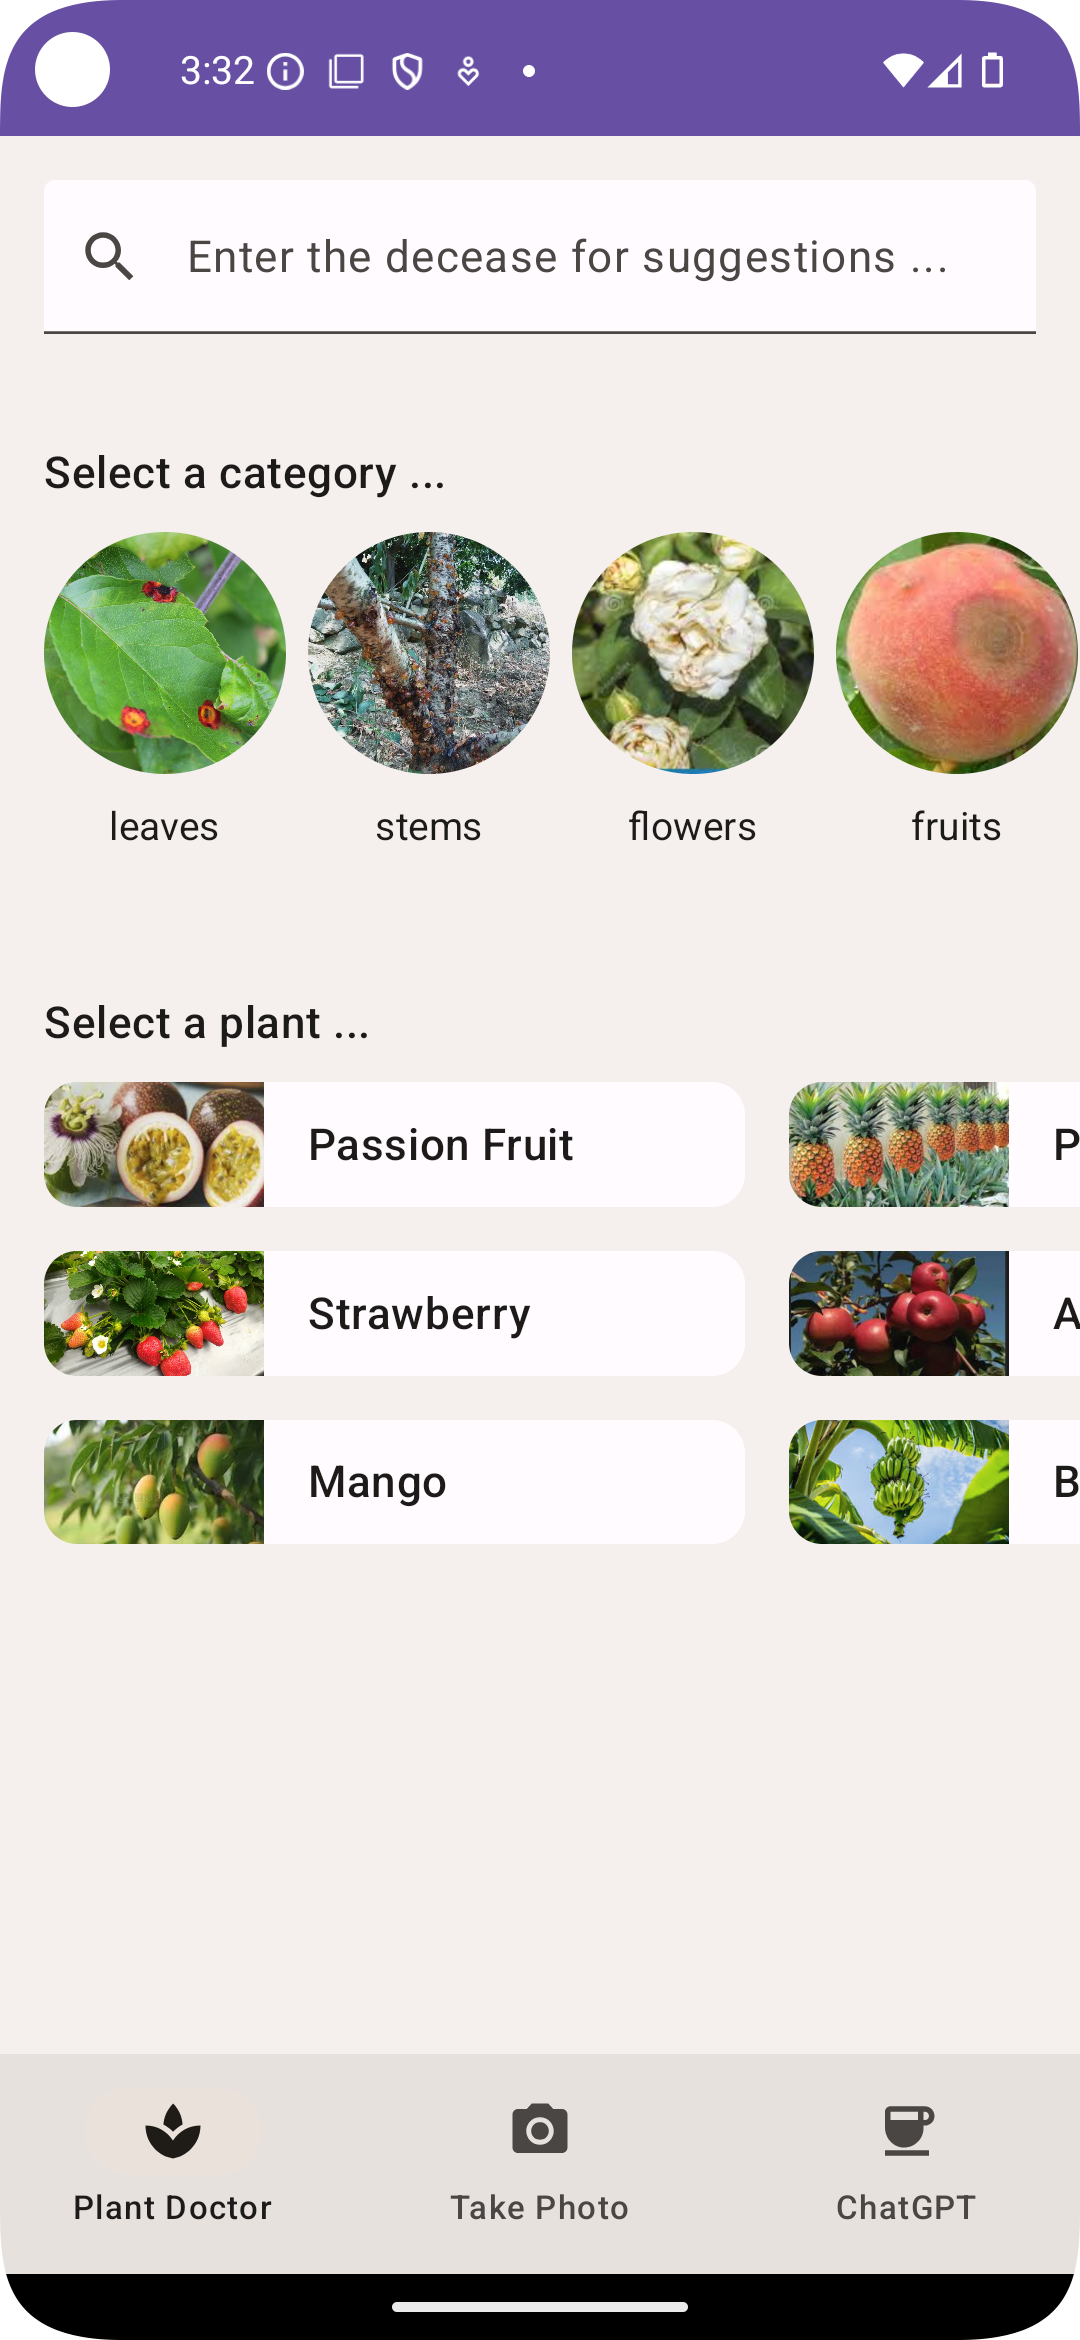 3:32
Enter the decease for suggestions ...
Select a category ...
leaves
stems
flowers
fruits
Select a plant ...
Passion Fruit
P
Strawberry
A
Mango
B
Plant Doctor
Take Photo
ChatGPT